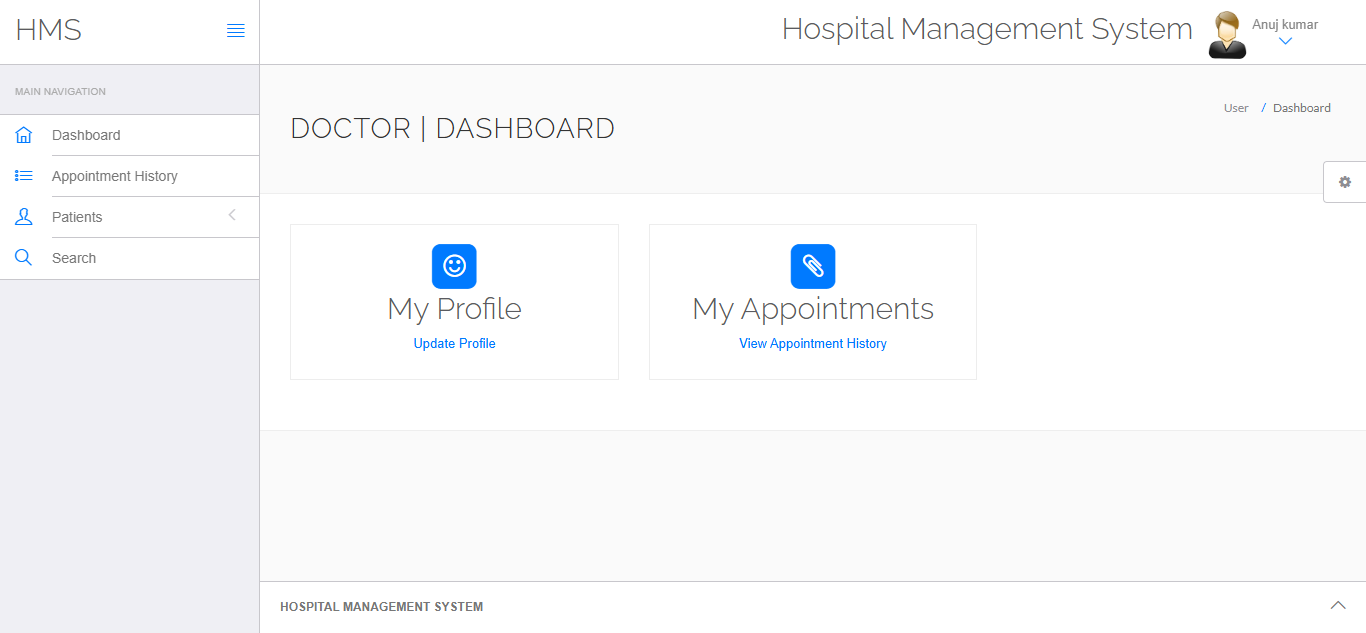 HMS
Hospital Management System
Anuj kumar
MAIN NAVIGATION
Dashboard
Appointment History
Patients
Search
DOCTOR | DASHBOARD
User / Dashboard
My Profile
Update Profile
My Appointments
View Appointment History
HOSPITAL MANAGEMENT SYSTEM